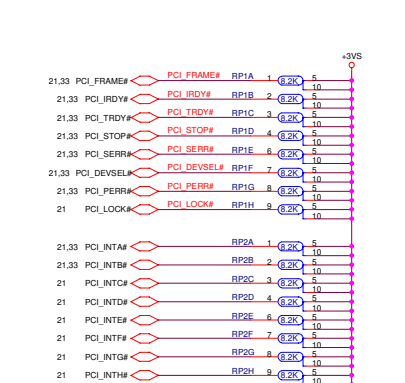 +3VS
21,33 PCI_FRAME# PCI_FRAME# RP1A 1 8.2K 5 10
21,33 PCI_IRDY# PCI_IRDY# RP1B 2 8.2K 5 10
21,33 PCI_TRDY# PCI_TRDY# RP1C 3 8.2K 5 10
21,33 PCI_STOP# PCI_STOP# RP1D 4 8.2K 5 10
21,33 PCI_SERR# PCI_SERR# RP1E 6 8.2K 5 10
21,33 PCI_DEVSEL# PCI_DEVSEL# RP1F 7 8.2K 5 10
21,33 PCI_PERR# PCI_PERR# RP1G 8 8.2K 5 10
21 PCI_LOCK# PCI_LOCK# RP1H 9 8.2K 5 10
21,33 PCI_INTA# RP2A 1 8.2K 5 10
21,33 PCI_INTB# RP2B 2 8.2K 5 10
21 PCI_INTC# RP2C 3 8.2K 5 10
21 PCI_INTD# RP2D 4 8.2K 5 10
21 PCI_INTE# RP2E 6 8.2K 5 10
21 PCI_INTF# RP2F 7 8.2K 5 10
21 PCI_INTG# RP2G 8 8.2K 5 10
21 PCI_INTH# RP2H 9 8.2K 5 10